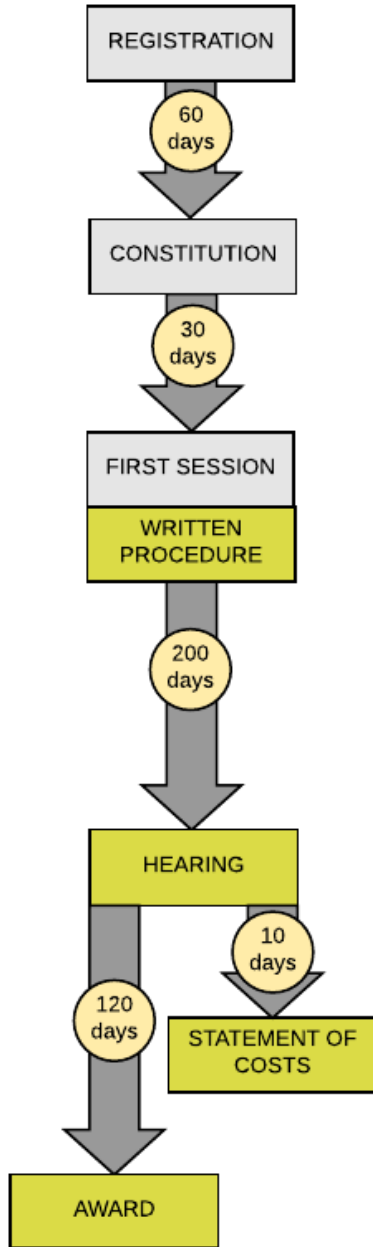 REGISTRATION
60
days
CONSTITUTION
30
days
FIRST SESSION
WRITTEN
PROCEDURE
200
days
HEARING
10
days
120
days
STATEMENT OF
COSTS
AWARD